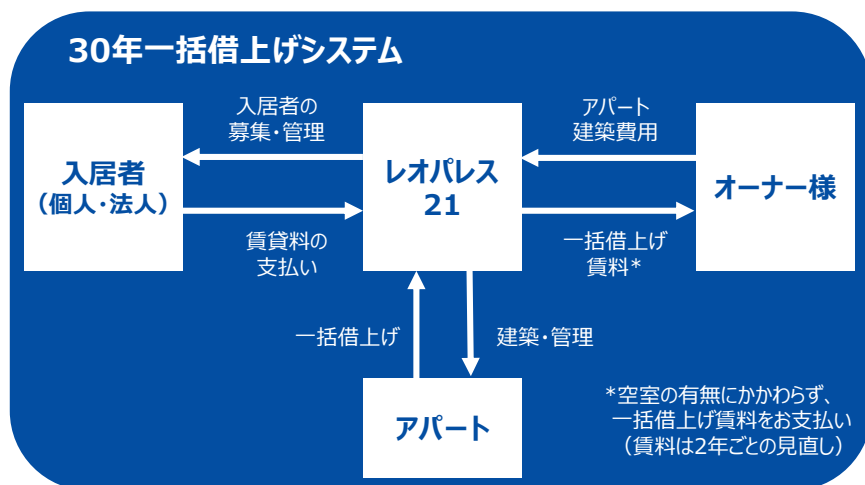 30年一括借上げシステム
入居者の
募集・管理
アパート
建築費用
入居者
（個人・法人）
レオパレス
21
オーナー様
賃貸料の
支払い
一括借上げ
賃料*
一括借上げ
建築・管理
アパート
*空室の有無にかかわらず、
一括借上げ賃料をお支払い
（賃料は2年ごとの見直し）